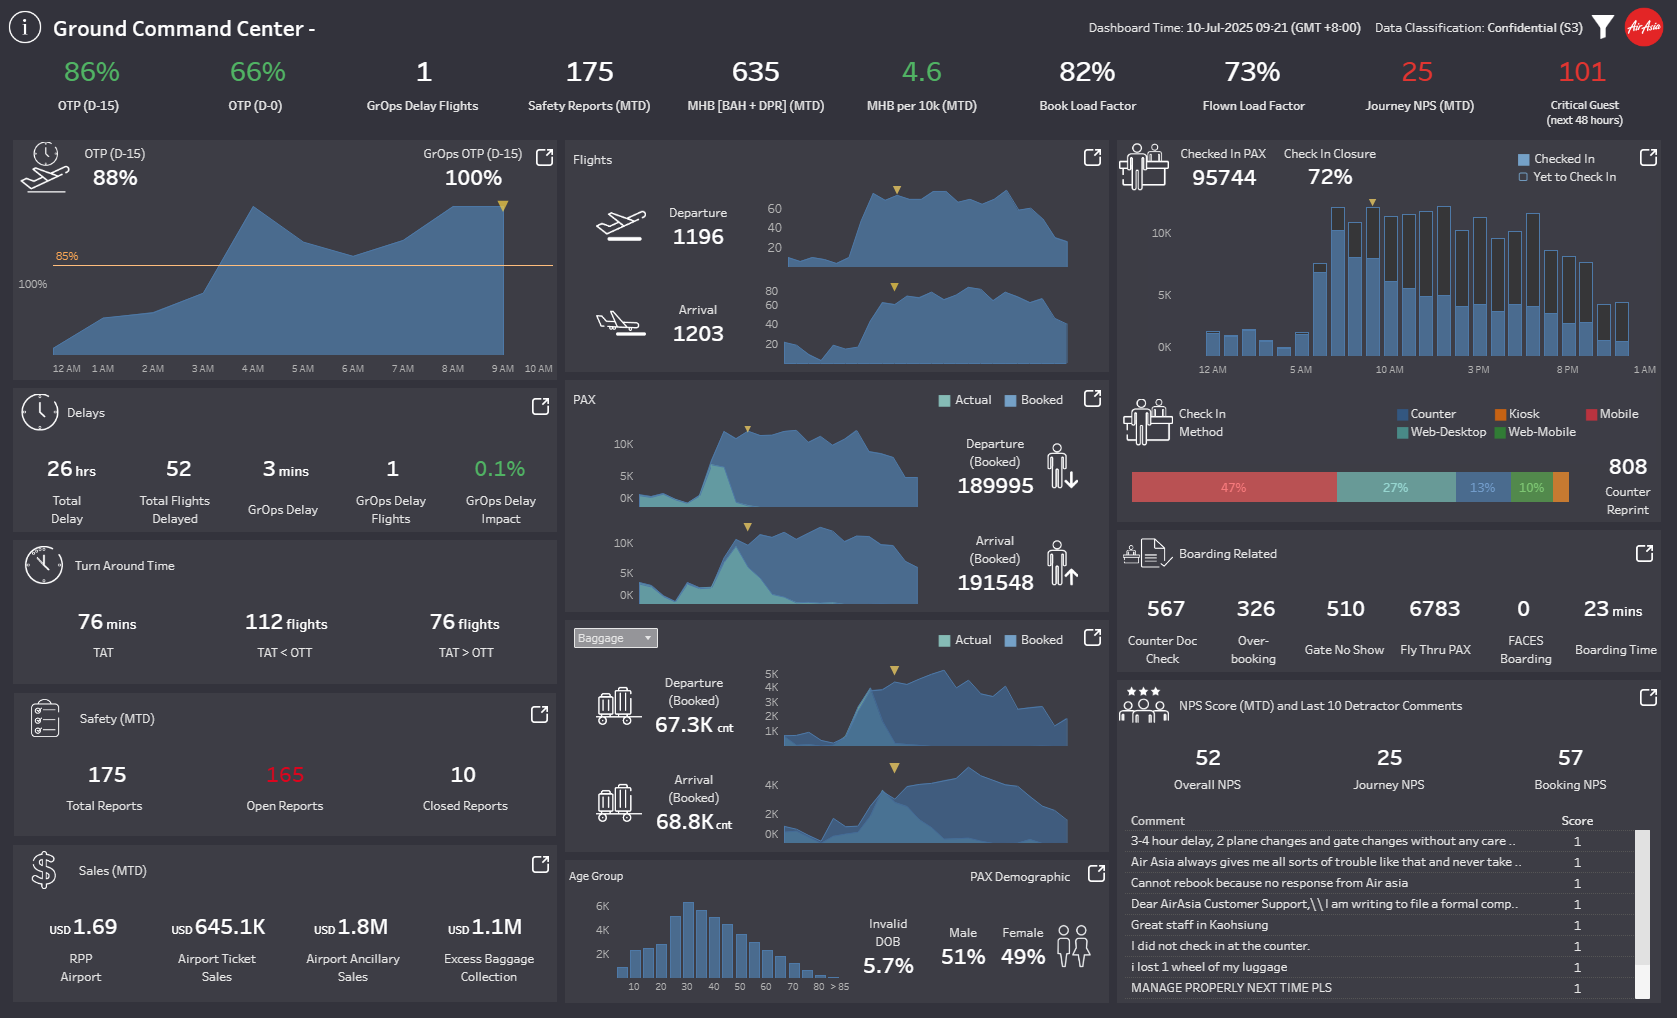 Ground Command Center -
Dashboard Time: 10-Jul-2025 09:21 (GMT +8:00) Data Classification: Confidential (S3)
AirAsia
86% 66% 1 175 635 4.6 82% 73% 25 101
OTP (D-15) OTP (D-0) GrOps Delay Flights Safety Reports (MTD) MHB [BAH + DPR] (MTD) MHB per 10k (MTD) Book Load Factor Flown Load Factor Journey NPS (MTD) Critical Guest
(next 48 hours)
OTP (D-15) GrOps OTP (D-15)
88% 100%
85%
100%
12 AM 1 AM 2 AM 3 AM 4 AM 5 AM 6 AM 7 AM 8 AM 9 AM 10 AM
Delays
26 hrs 52 3 mins 1 0.1%
Total Delay
Total Flights Delayed
GrOps Delay
GrOps Delay Flights
GrOps Delay Impact
Turn Around Time
76 mins 112 flights 76 flights
TAT TAT < OTT TAT > OTT
Safety (MTD)
175 165 10
Total Reports Open Reports Closed Reports
Sales (MTD)
USD 1.69 USD 645.1K USD 1.8M USD 1.1M
RPP Airport
Airport Ticket Sales
Airport Ancillary Sales
Excess Baggage Collection
Flights
Departure
1196
60
40
20
Arrival
1203
80
60
40
20
PAX
Actual Booked
10K
5K
0K
Departure
(Booked)
189995
10K
5K
0K
Arrival
(Booked)
191548
Baggage
Actual Booked
Departure
(Booked)
67.3K cnt
5K
4K
3K
2K
1K
Arrival
(Booked)
68.8K cnt
4K
2K
0K
Age Group PAX Demographic
6K
4K
2K
10 20 30 40 50 60 70 80 > 85
Invalid
DOB
5.7%
Male Female
51% 49%
Checked In PAX Check In Closure
95744 72%
Checked In
Yet to Check In
10K
5K
0K
12 AM 5 AM 10 AM 3 PM 8 PM 1 AM
Check In
Method
Counter Kiosk Mobile
Web-Desktop Web-Mobile
47% 27% 13% 10%
808
Counter
Reprint
Boarding Related
567 326 510 6783 0 23 mins
Counter Doc Check
Over-booking
Gate No Show
Fly Thru PAX
FACES Boarding
Boarding Time
NPS Score (MTD) and Last 10 Detractor Comments
52 25 57
Overall NPS Journey NPS Booking NPS
Comment Score
3-4 hour delay, 2 plane changes and gate changes without any care .. 1
Air Asia always gives me all sorts of trouble like that and never take .. 1
Cannot rebook because no response from Air asia 1
Dear AirAsia Customer Support,\\ I am writing to file a formal comp.. 1
Great staff in Kaohsiung 1
I did not check in at the counter. 1
i lost 1 wheel of my luggage 1
MANAGE PROPERLY NEXT TIME PLS 1